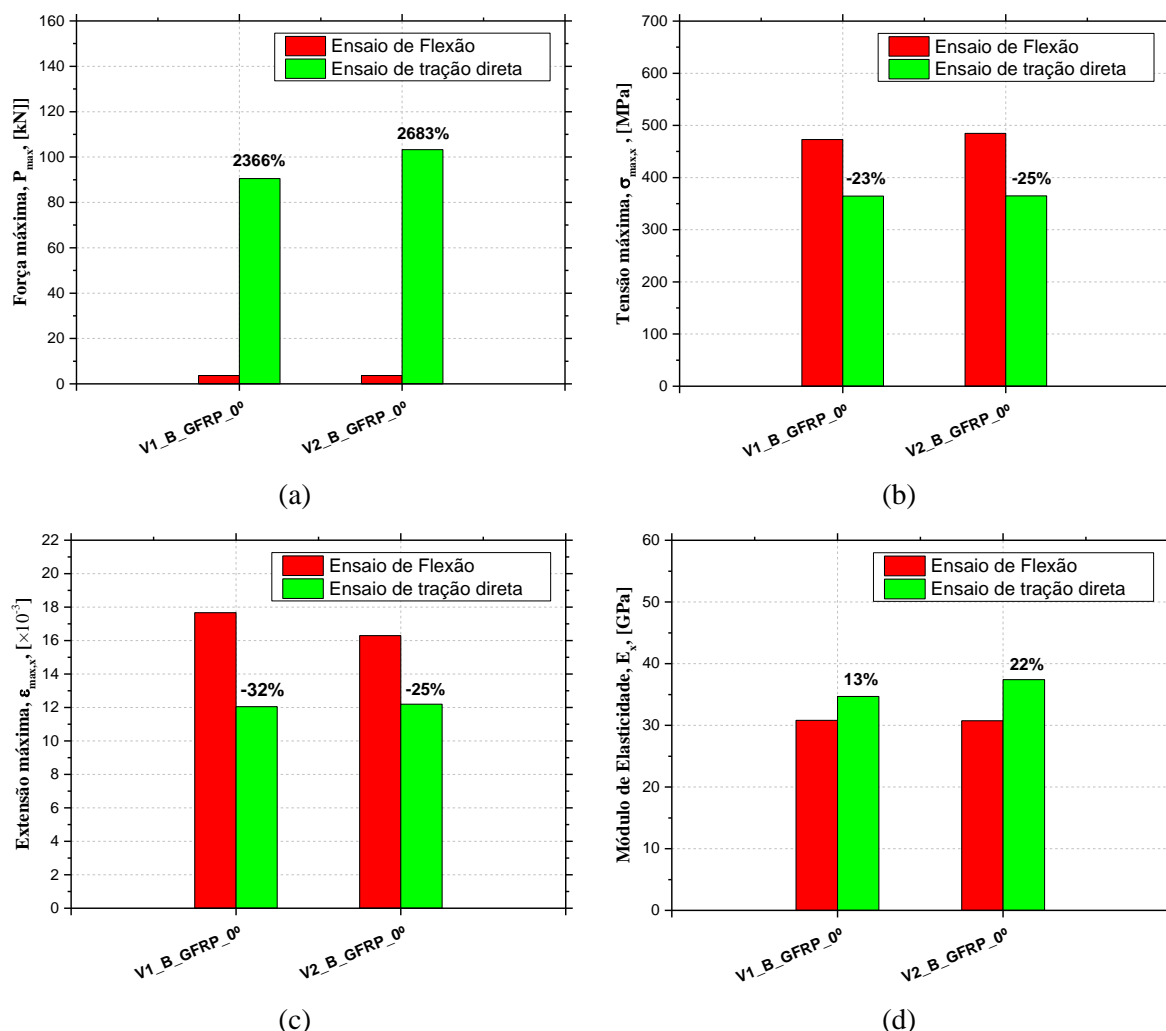 160
140
120
100
80
60
40
20
0
Força máxima, P_max, [kN]]
Ensaio de Flexão
Ensaio de tração direta
2366%
2683%
V1_B_GFRP_0º
V2_B_GFRP_0º
(a)
700
600
500
400
300
200
100
0
Tensão máxima, σ_max,x , [MPa]
Ensaio de Flexão
Ensaio de tração direta
-23%
-25%
V1_B_GFRP_0º
V2_B_GFRP_0º
(b)
22
20
18
16
14
12
10
8
6
4
2
0
Extensão máxima, ε_max,x, [×10⁻³]
Ensaio de Flexão
Ensaio de tração direta
-32%
-25%
V1_B_GFRP_0º
V2_B_GFRP_0º
(c)
60
50
40
30
20
10
0
Módulo de Elasticidade, E_x, [GPa]
Ensaio de Flexão
Ensaio de tração direta
13%
22%
V1_B_GFRP_0º
V2_B_GFRP_0º
(d)